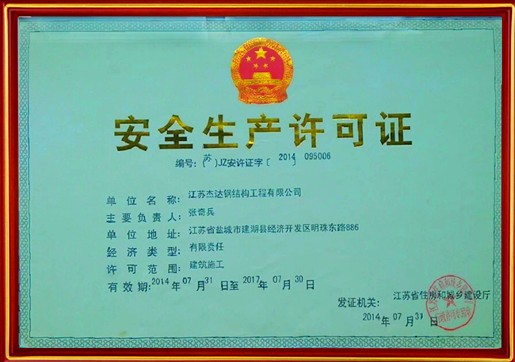 安全生产许可证
编号:(苏)JZ安许证字[2014]095006
单位名称:江苏杰达钢结构工程有限公司
主要负责人:张奇兵
单位地址:江苏省盐城市建湖县经济开发区明珠东路886
经济类型:有限责任
许可范围:建筑施工
有效期:2014年07月31日至2017年07月30日
发证机关:江苏省住房和城乡建设厅
2014年07月31日